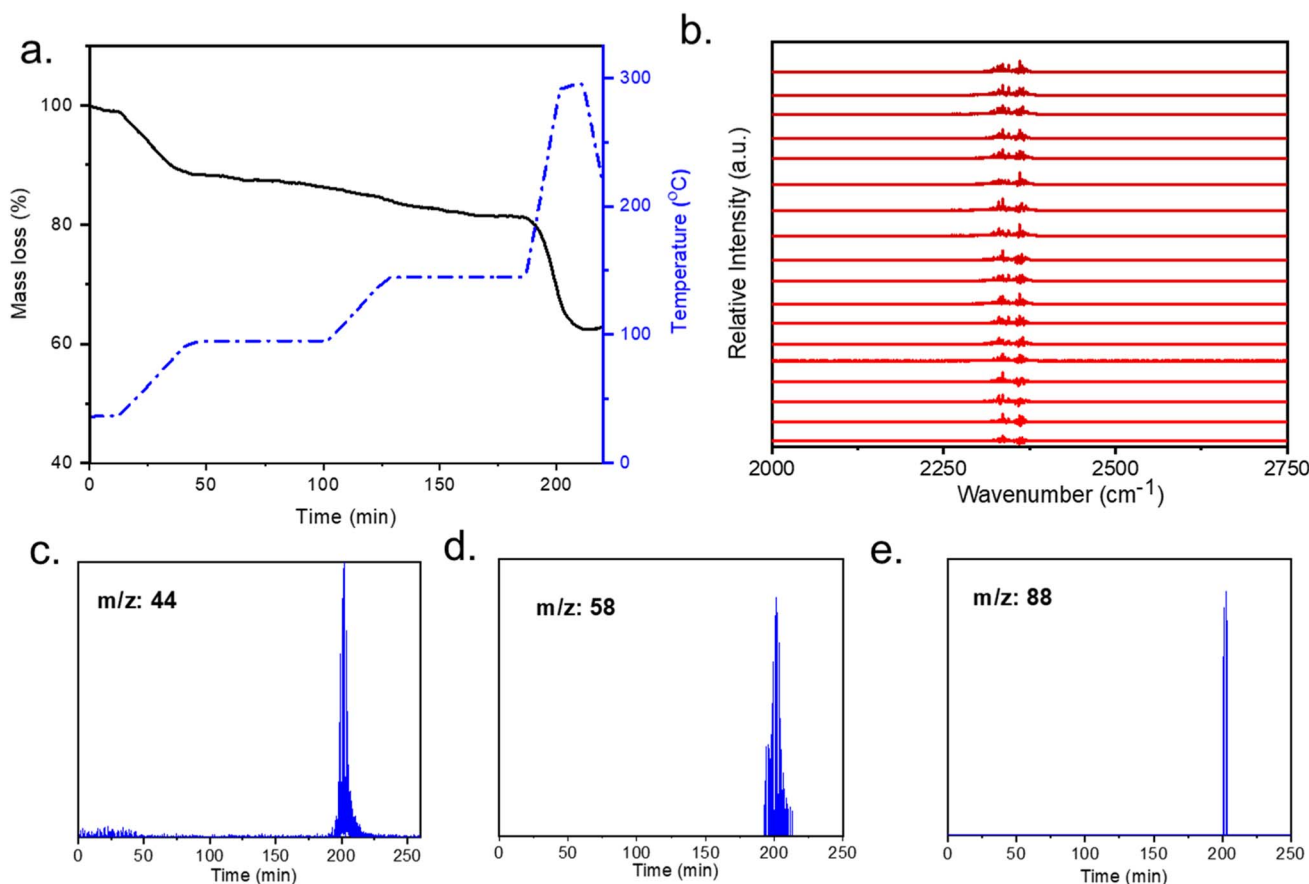 a.
100
80
60
40
Mass loss (%)
0
50
100
150
200
Time (min)
300
200
100
0
Temperature (°C)
b.
Relative Intensity (a.u.)
2000
2250
2500
2750
Wavenumber (cm⁻¹)
c.
m/z: 44
0
50
100
150
200
250
Time (min)
d.
m/z: 58
0
50
100
150
200
250
Time (min)
e.
m/z: 88
0
50
100
150
200
250
Time (min)